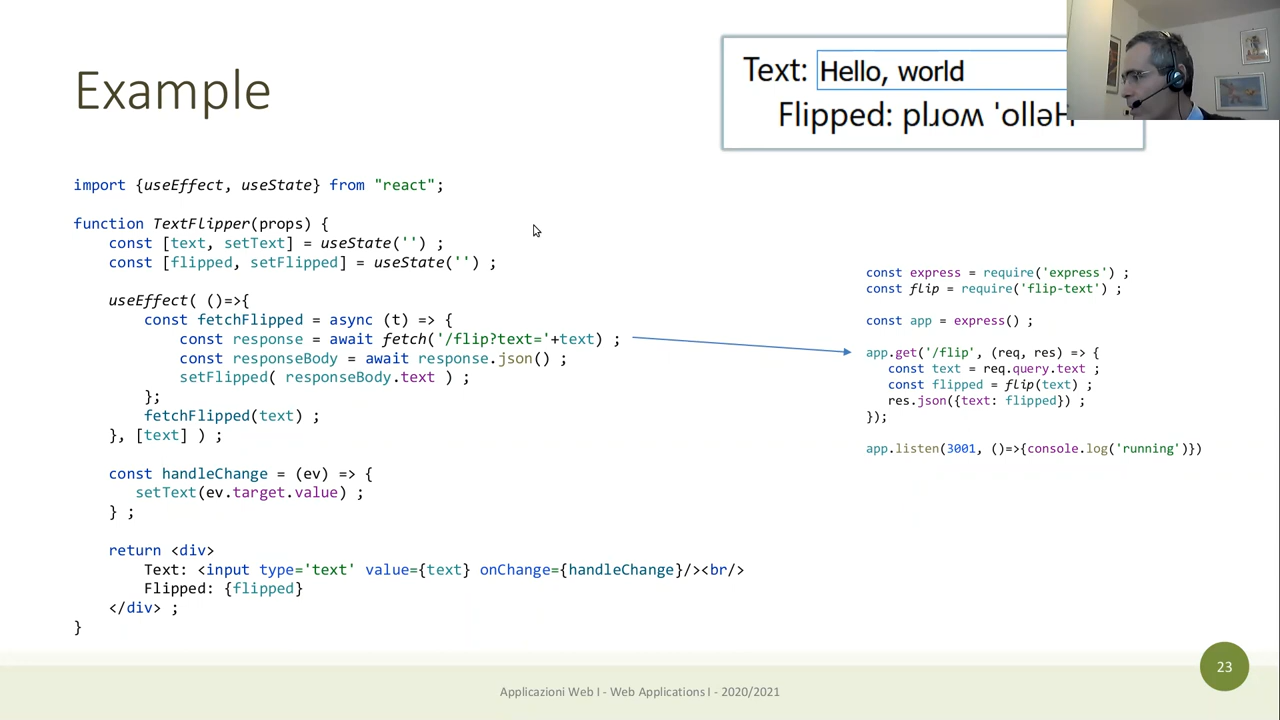 Example
Text: Hello, world
Flipped: plɹoʍ 'ollǝH
import {useEffect, useState} from "react";
function TextFlipper(props) {
const [text, setText] = useState('') ;
const [flipped, setFlipped] = useState('') ;
useEffect( ()=>{
const fetchFlipped = async (t) => {
const response = await fetch('/flip?text='+text) ;
const responseBody = await response.json() ;
setFlipped( responseBody.text ) ;
};
fetchFlipped(text) ;
}, [text] ) ;
const handleChange = (ev) => {
setText(ev.target.value) ;
} ;
return <div>
Text: <input type='text' value={text} onChange={handleChange}/><br/>
Flipped: {flipped}
</div> ;
}
const express = require('express') ;
const flip = require('flip-text') ;
const app = express() ;
app.get('/flip', (req, res) => {
const text = req.query.text ;
const flipped = flip(text) ;
res.json({text: flipped}) ;
});
app.listen(3001, ()=>{console.log('running')})
23
Applicazioni Web I - Web Applications I - 2020/2021